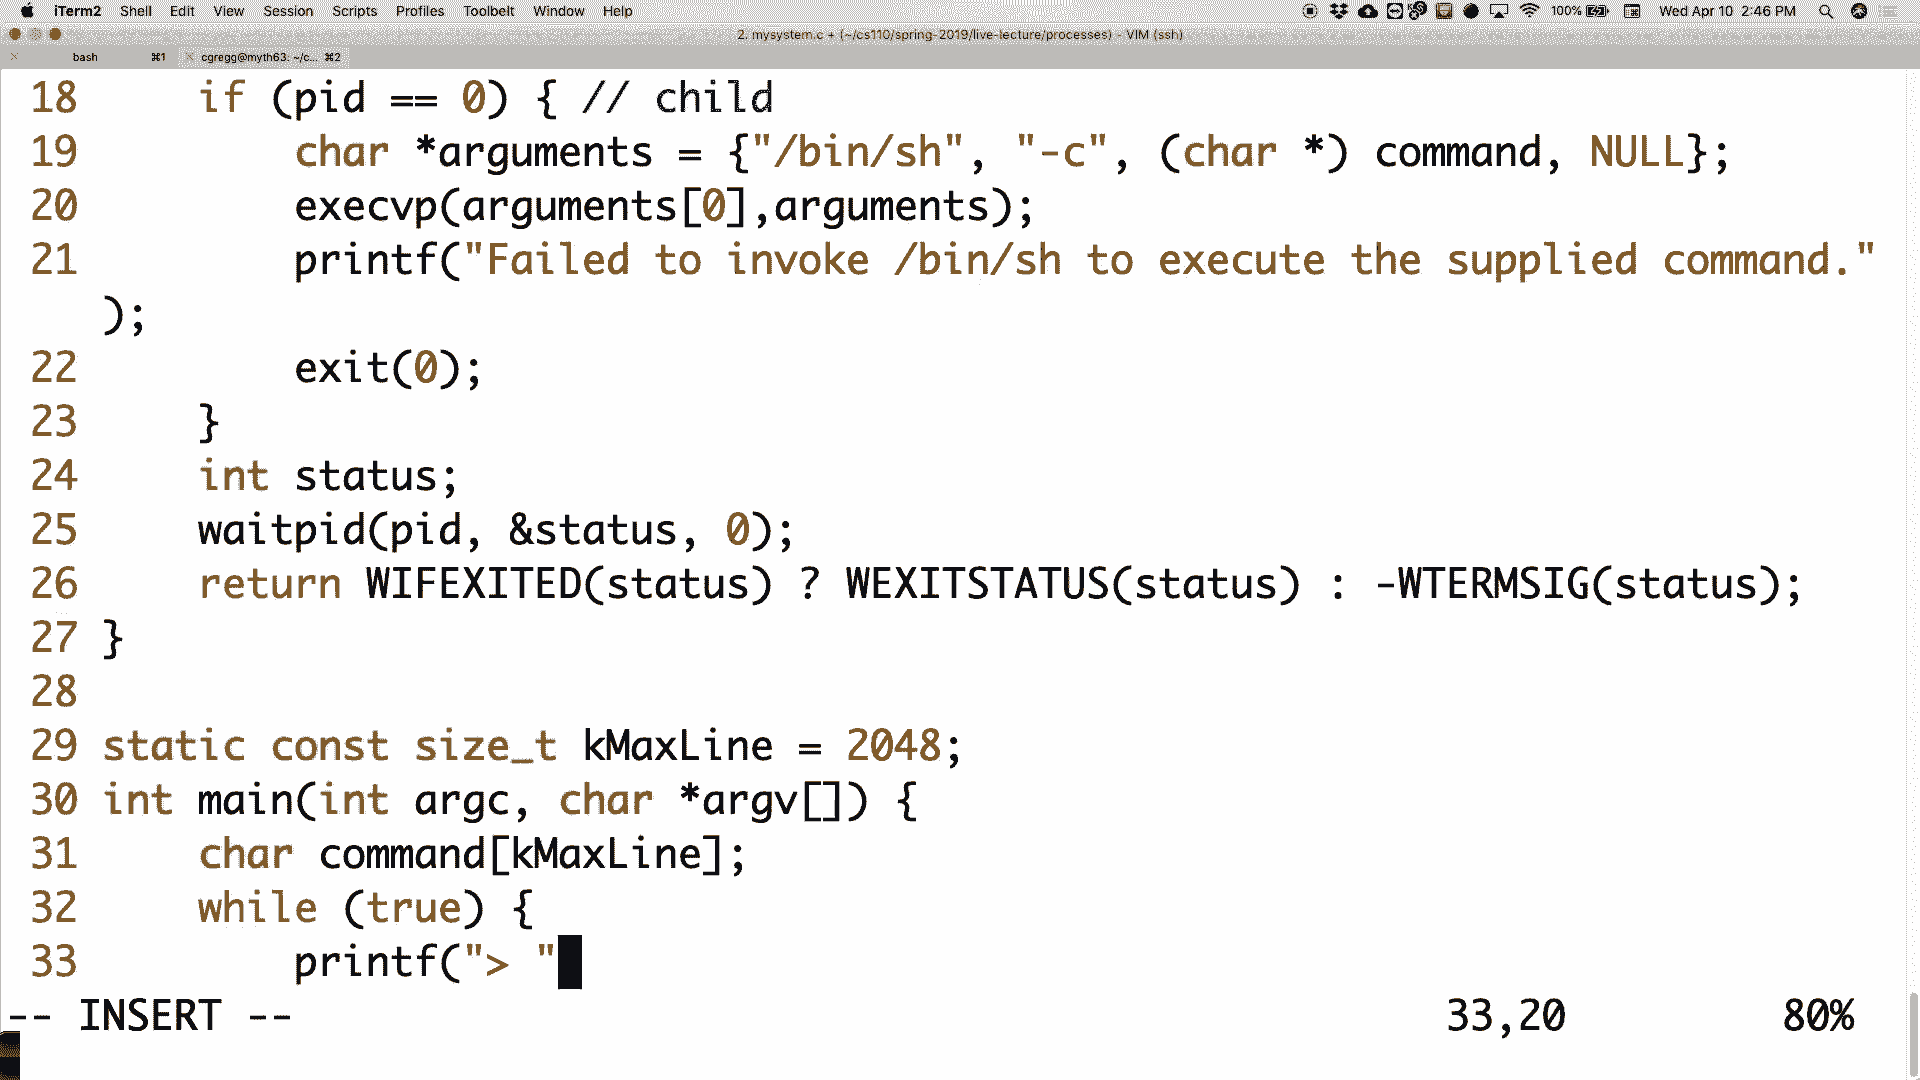 iTerm2 Shell Edit View Session Scripts Profiles Toolbelt Window Help 100% Wed Apr 10 2:46 PM
2. mysystem.c + (~/cs110/spring-2019/live-lecture/processes) - VIM (ssh)
bash ⌘1 cgregg@myth63: ~/c... ⌘2
18 if (pid == 0) { // child
19 char *arguments = {"/bin/sh", "-c", (char *) command, NULL};
20 execvp(arguments[0],arguments);
21 printf("Failed to invoke /bin/sh to execute the supplied command."
);
22 exit(0);
23 }
24 int status;
25 waitpid(pid, &status, 0);
26 return WIFEXITED(status) ? WEXITSTATUS(status) : -WTERMSIG(status);
27 }
28
29 static const size_t kMaxLine = 2048;
30 int main(int argc, char *argv[]) {
31 char command[kMaxLine];
32 while (true) {
33 printf("> "
-- INSERT -- 33,20 80%